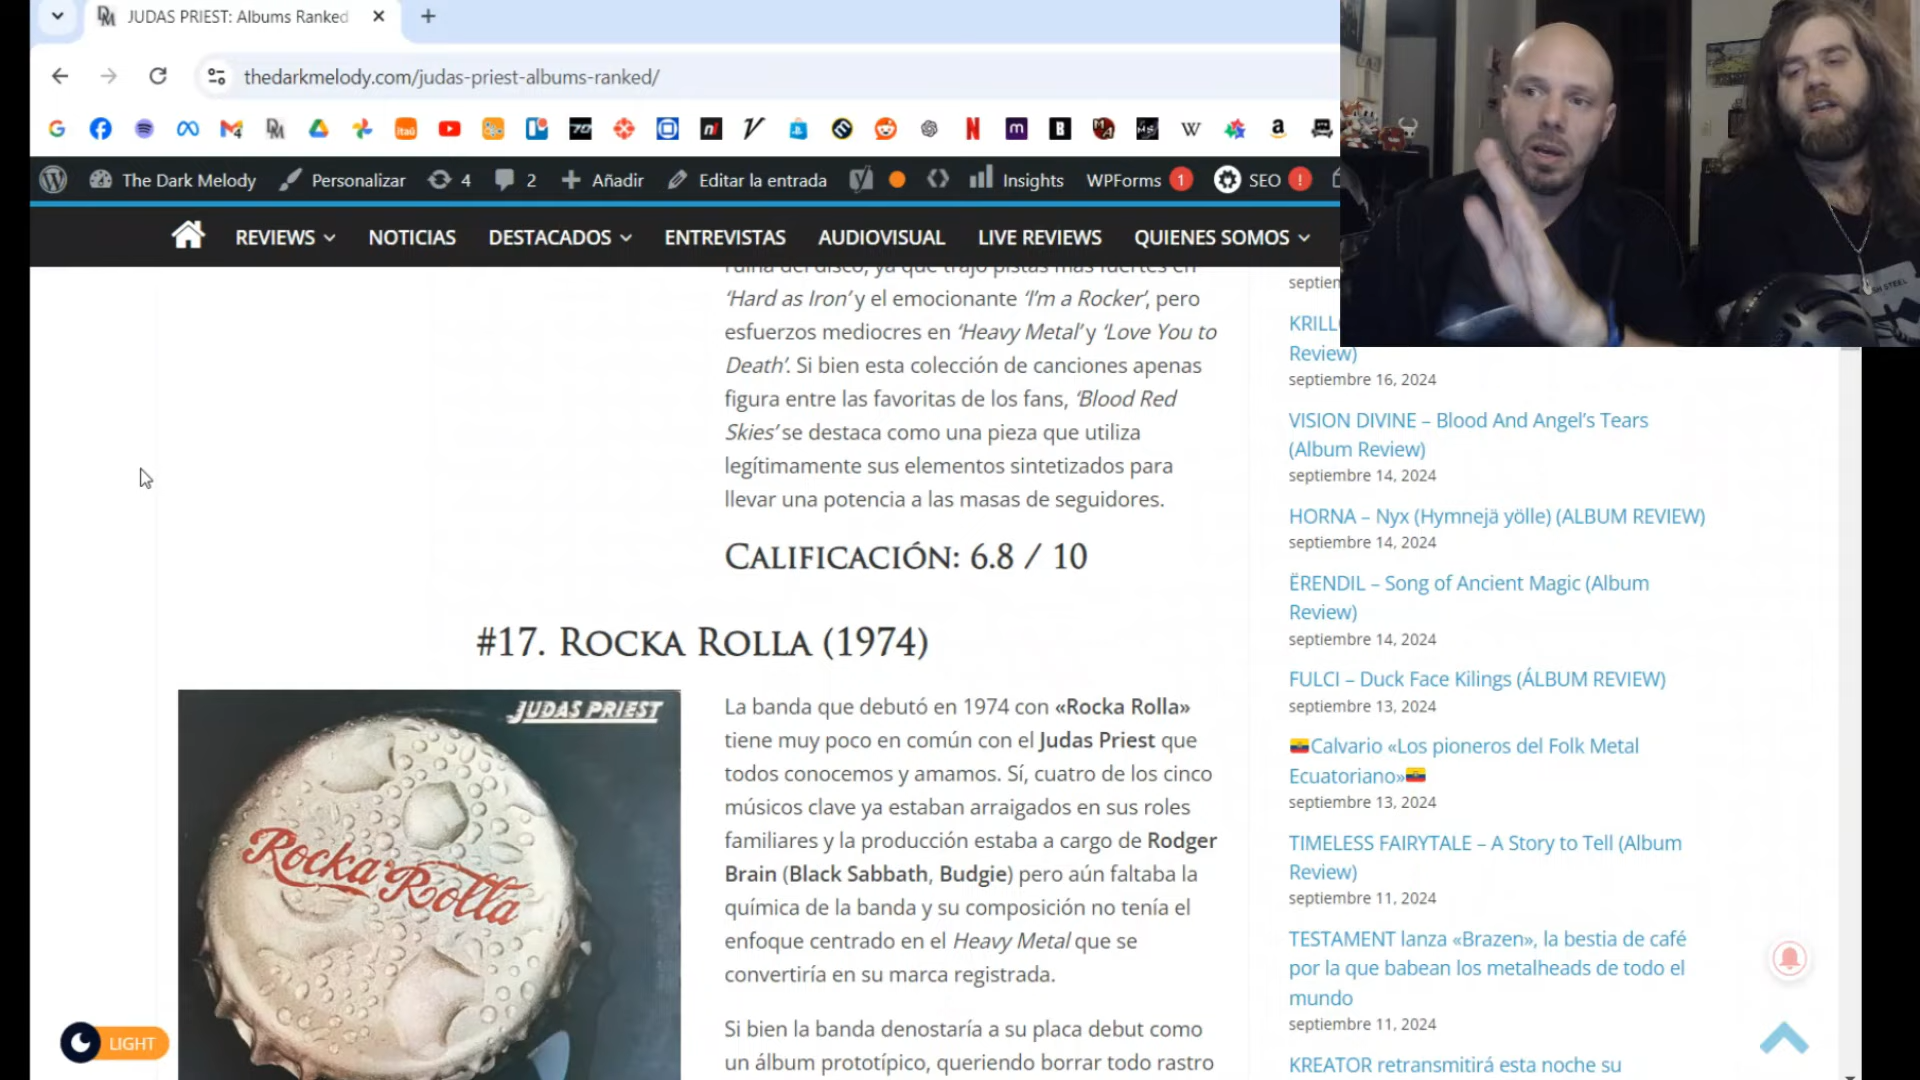 JUDAS PRIEST: Albums Ranked
thedarkmelody.com/judas-priest-albums-ranked/
The Dark Melody
Personalizar
4
2
Añadir
Editar la entrada
Insights
WPForms 1
SEO !
REVIEWS
NOTICIAS
DESTACADOS
ENTREVISTAS
AUDIOVISUAL
LIVE REVIEWS
QUIENES SOMOS
ruina del disco, ya que trajo pistas más fuertes en
‘Hard as Iron’ y el emocionante ‘I’m a Rocker’, pero
esfuerzos mediocres en ‘Heavy Metal’ y ‘Love You to
Death’. Si bien esta colección de canciones apenas
figura entre las favoritas de los fans, ‘Blood Red
Skies’ se destaca como una pieza que utiliza
legítimamente sus elementos sintetizados para
llevar una potencia a las masas de seguidores.
Calificación: 6.8 / 10
#17. Rocka Rolla (1974)
JUDAS PRIEST
Rocka Rolla
La banda que debutó en 1974 con «Rocka Rolla»
tiene muy poco en común con el Judas Priest que
todos conocemos y amamos. Sí, cuatro de los cinco
músicos clave ya estaban arraigados en sus roles
familiares y la producción estaba a cargo de Rodger
Brain (Black Sabbath, Budgie) pero aún faltaba la
química de la banda y su composición no tenía el
enfoque centrado en el Heavy Metal que se
convertiría en su marca registrada.
Si bien la banda denostaría a su placa debut como
un álbum prototípico, queriendo borrar todo rastro
septiem
KRILL
Review)
septiembre 16, 2024
VISION DIVINE – Blood And Angel’s Tears
(Album Review)
septiembre 14, 2024
HORNA – Nyx (Hymnejä yölle) (ALBUM REVIEW)
septiembre 14, 2024
ËRENDIL – Song of Ancient Magic (Album
Review)
septiembre 14, 2024
FULCI – Duck Face Kilings (ÁLBUM REVIEW)
septiembre 13, 2024
Calvario «Los pioneros del Folk Metal
Ecuatoriano»
septiembre 13, 2024
TIMELESS FAIRYTALE – A Story to Tell (Album
Review)
septiembre 11, 2024
TESTAMENT lanza «Brazen», la bestia de café
por la que babean los metalheads de todo el
mundo
septiembre 11, 2024
KREATOR retransmitirá esta noche su
LIGHT